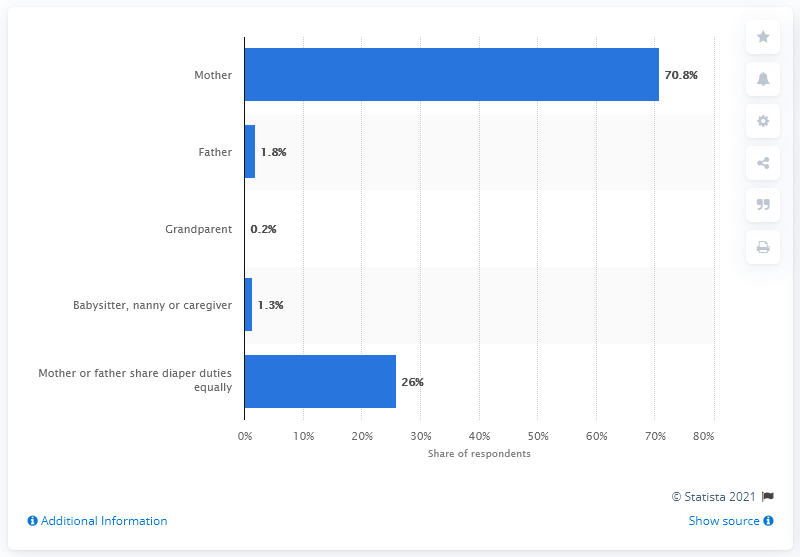 Mother
70.8%
Father
1.8%
Grandparent
0.2%
Babysitter, nanny or caregiver
1.3%
Mother or father share diaper duties
equally
26%
0% 10% 20% 30% 40% 50% 60% 70% 80%
Share of respondents
© Statista 2021
Additional Information
Show source